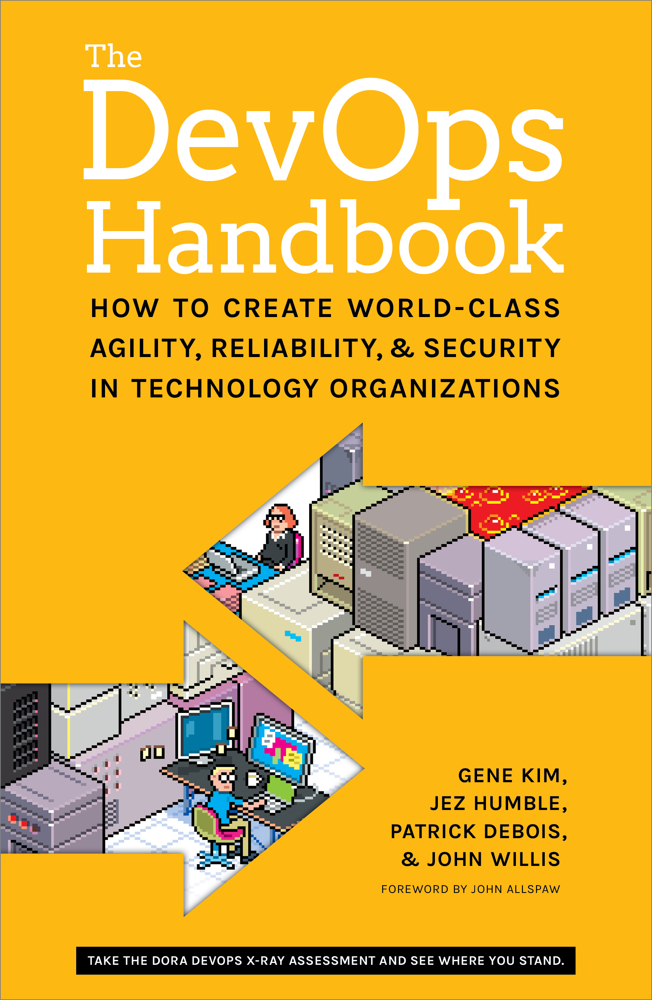 The
DevOps
Handbook
HOW TO CREATE WORLD-CLASS
AGILITY, RELIABILITY, & SECURITY
IN TECHNOLOGY ORGANIZATIONS
GENE KIM,
JEZ HUMBLE,
PATRICK DEBOIS,
& JOHN WILLIS
FOREWORD BY JOHN ALLSPAW
TAKE THE DORA DEVOPS X-RAY ASSESSMENT AND SEE WHERE YOU STAND.